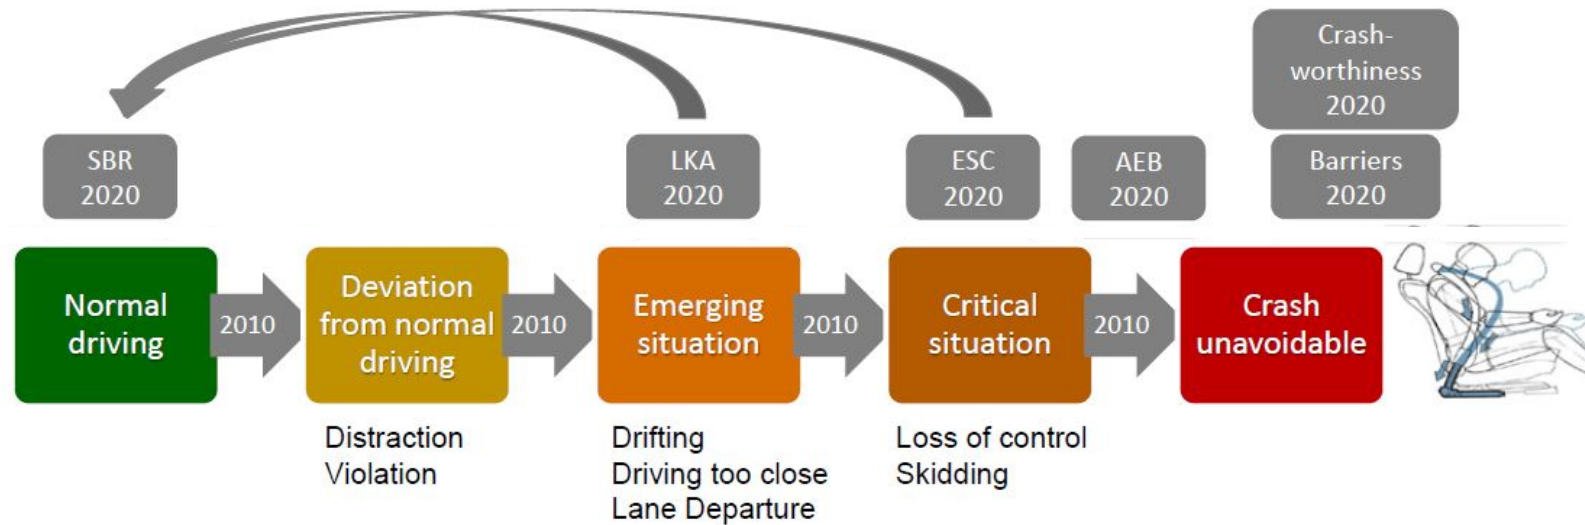 Crash-
worthiness
2020
SBR
2020
LKA
2020
ESC
2020
AEB
2020
Barriers
2020
Normal
driving
2010
Deviation
from normal
driving
2010
Emerging
situation
2010
Critical
situation
2010
Crash
unavoidable
Distraction
Violation
Drifting
Driving too close
Lane Departure
Loss of control
Skidding